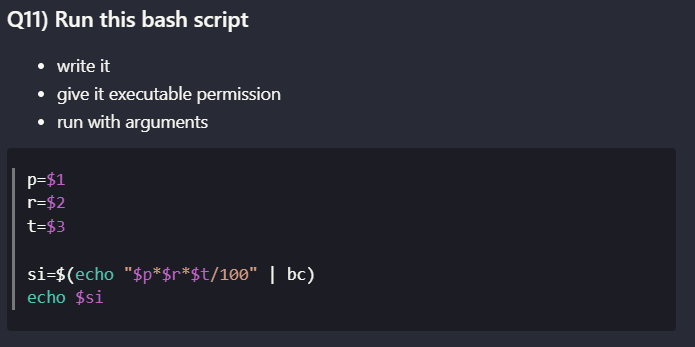 Q11) Run this bash script
• write it
• give it executable permission
• run with arguments
p=$1
r=$2
t=$3
si=$(echo "$p*$r*$t/100" | bc)
echo $si